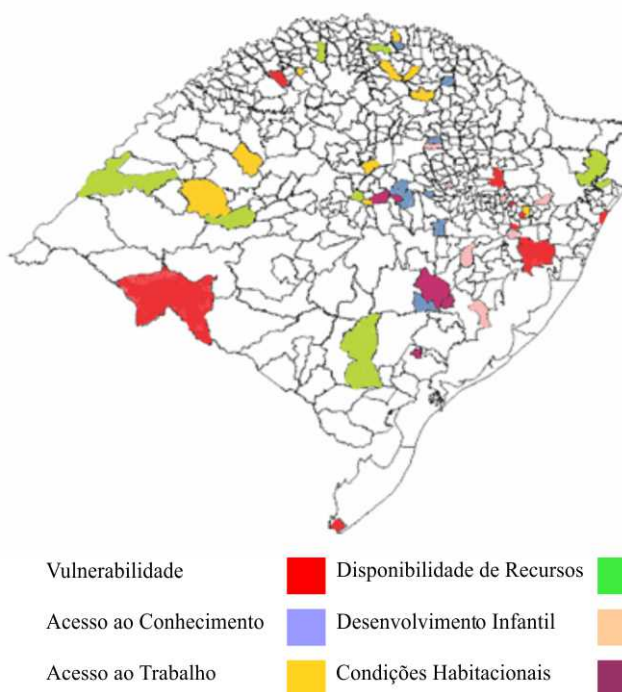 Vulnerabilidade Disponibilidade de Recursos
Acesso ao Conhecimento Desenvolvimento Infantil
Acesso ao Trabalho Condições Habitacionais